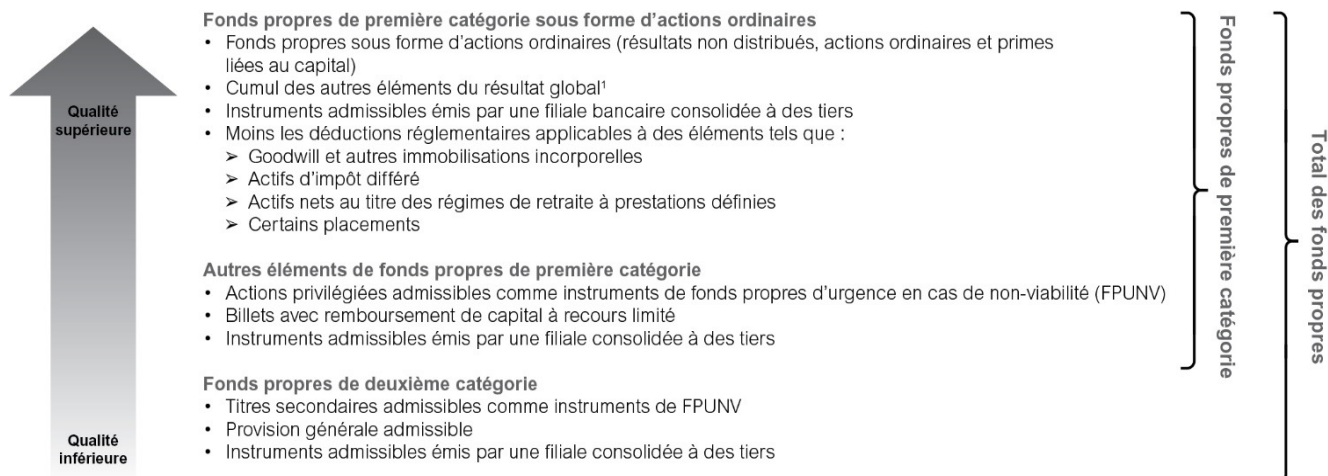 Fonds propres de première catégorie sous forme d’actions ordinaires
• Fonds propres sous forme d’actions ordinaires (résultats non distribués, actions ordinaires et primes
liées au capital)
• Cumul des autres éléments du résultat global¹
• Instruments admissibles émis par une filiale bancaire consolidée à des tiers
• Moins les déductions réglementaires applicables à des éléments tels que :
➢ Goodwill et autres immobilisations incorporelles
➢ Actifs d’impôt différé
➢ Actifs nets au titre des régimes de retraite à prestations définies
➢ Certains placements
Autres éléments de fonds propres de première catégorie
• Actions privilégiées admissibles comme instruments de fonds propres d’urgence en cas de non-viabilité (FPUNV)
• Billets avec remboursement de capital à recours limité
• Instruments admissibles émis par une filiale consolidée à des tiers
Fonds propres de deuxième catégorie
• Titres secondaires admissibles comme instruments de FPUNV
• Provision générale admissible
• Instruments admissibles émis par une filiale consolidée à des tiers
Qualité
supérieure
Qualité
inférieure
Fonds propres de première catégorie
Total des fonds propres